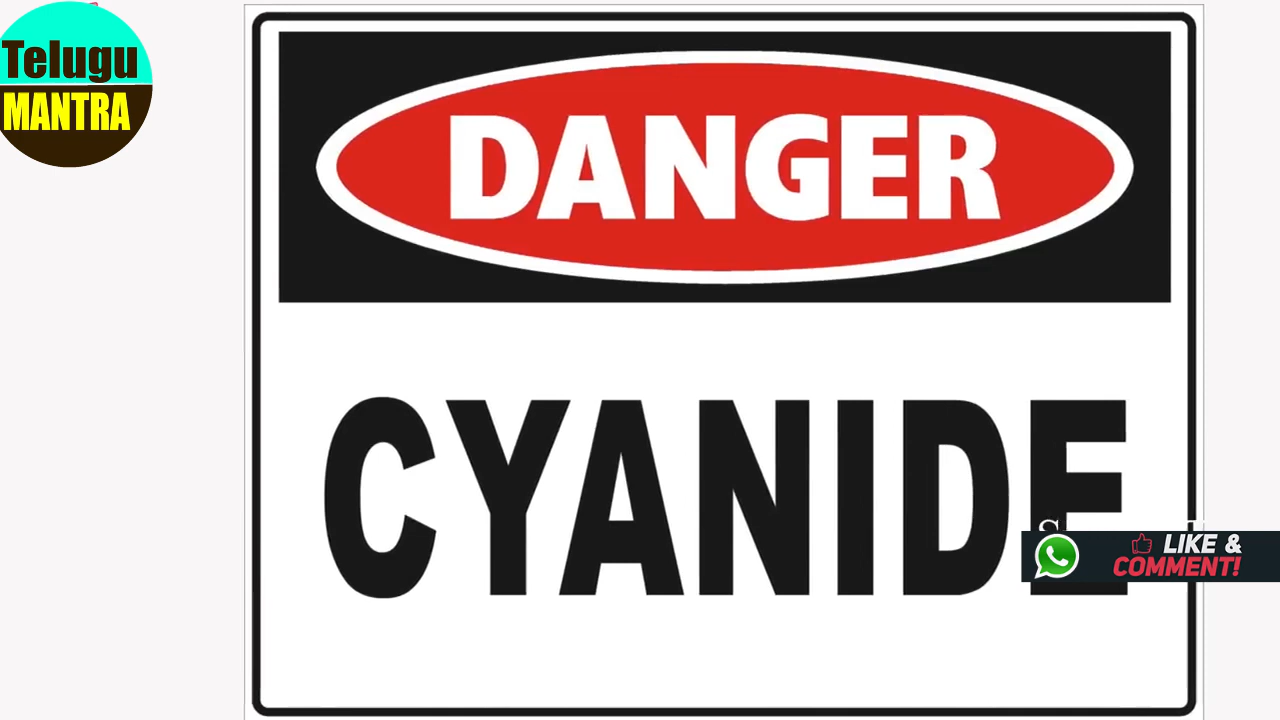 Telugu
MANTRA
DANGER
CYANIDE
LIKE &
COMMENT!